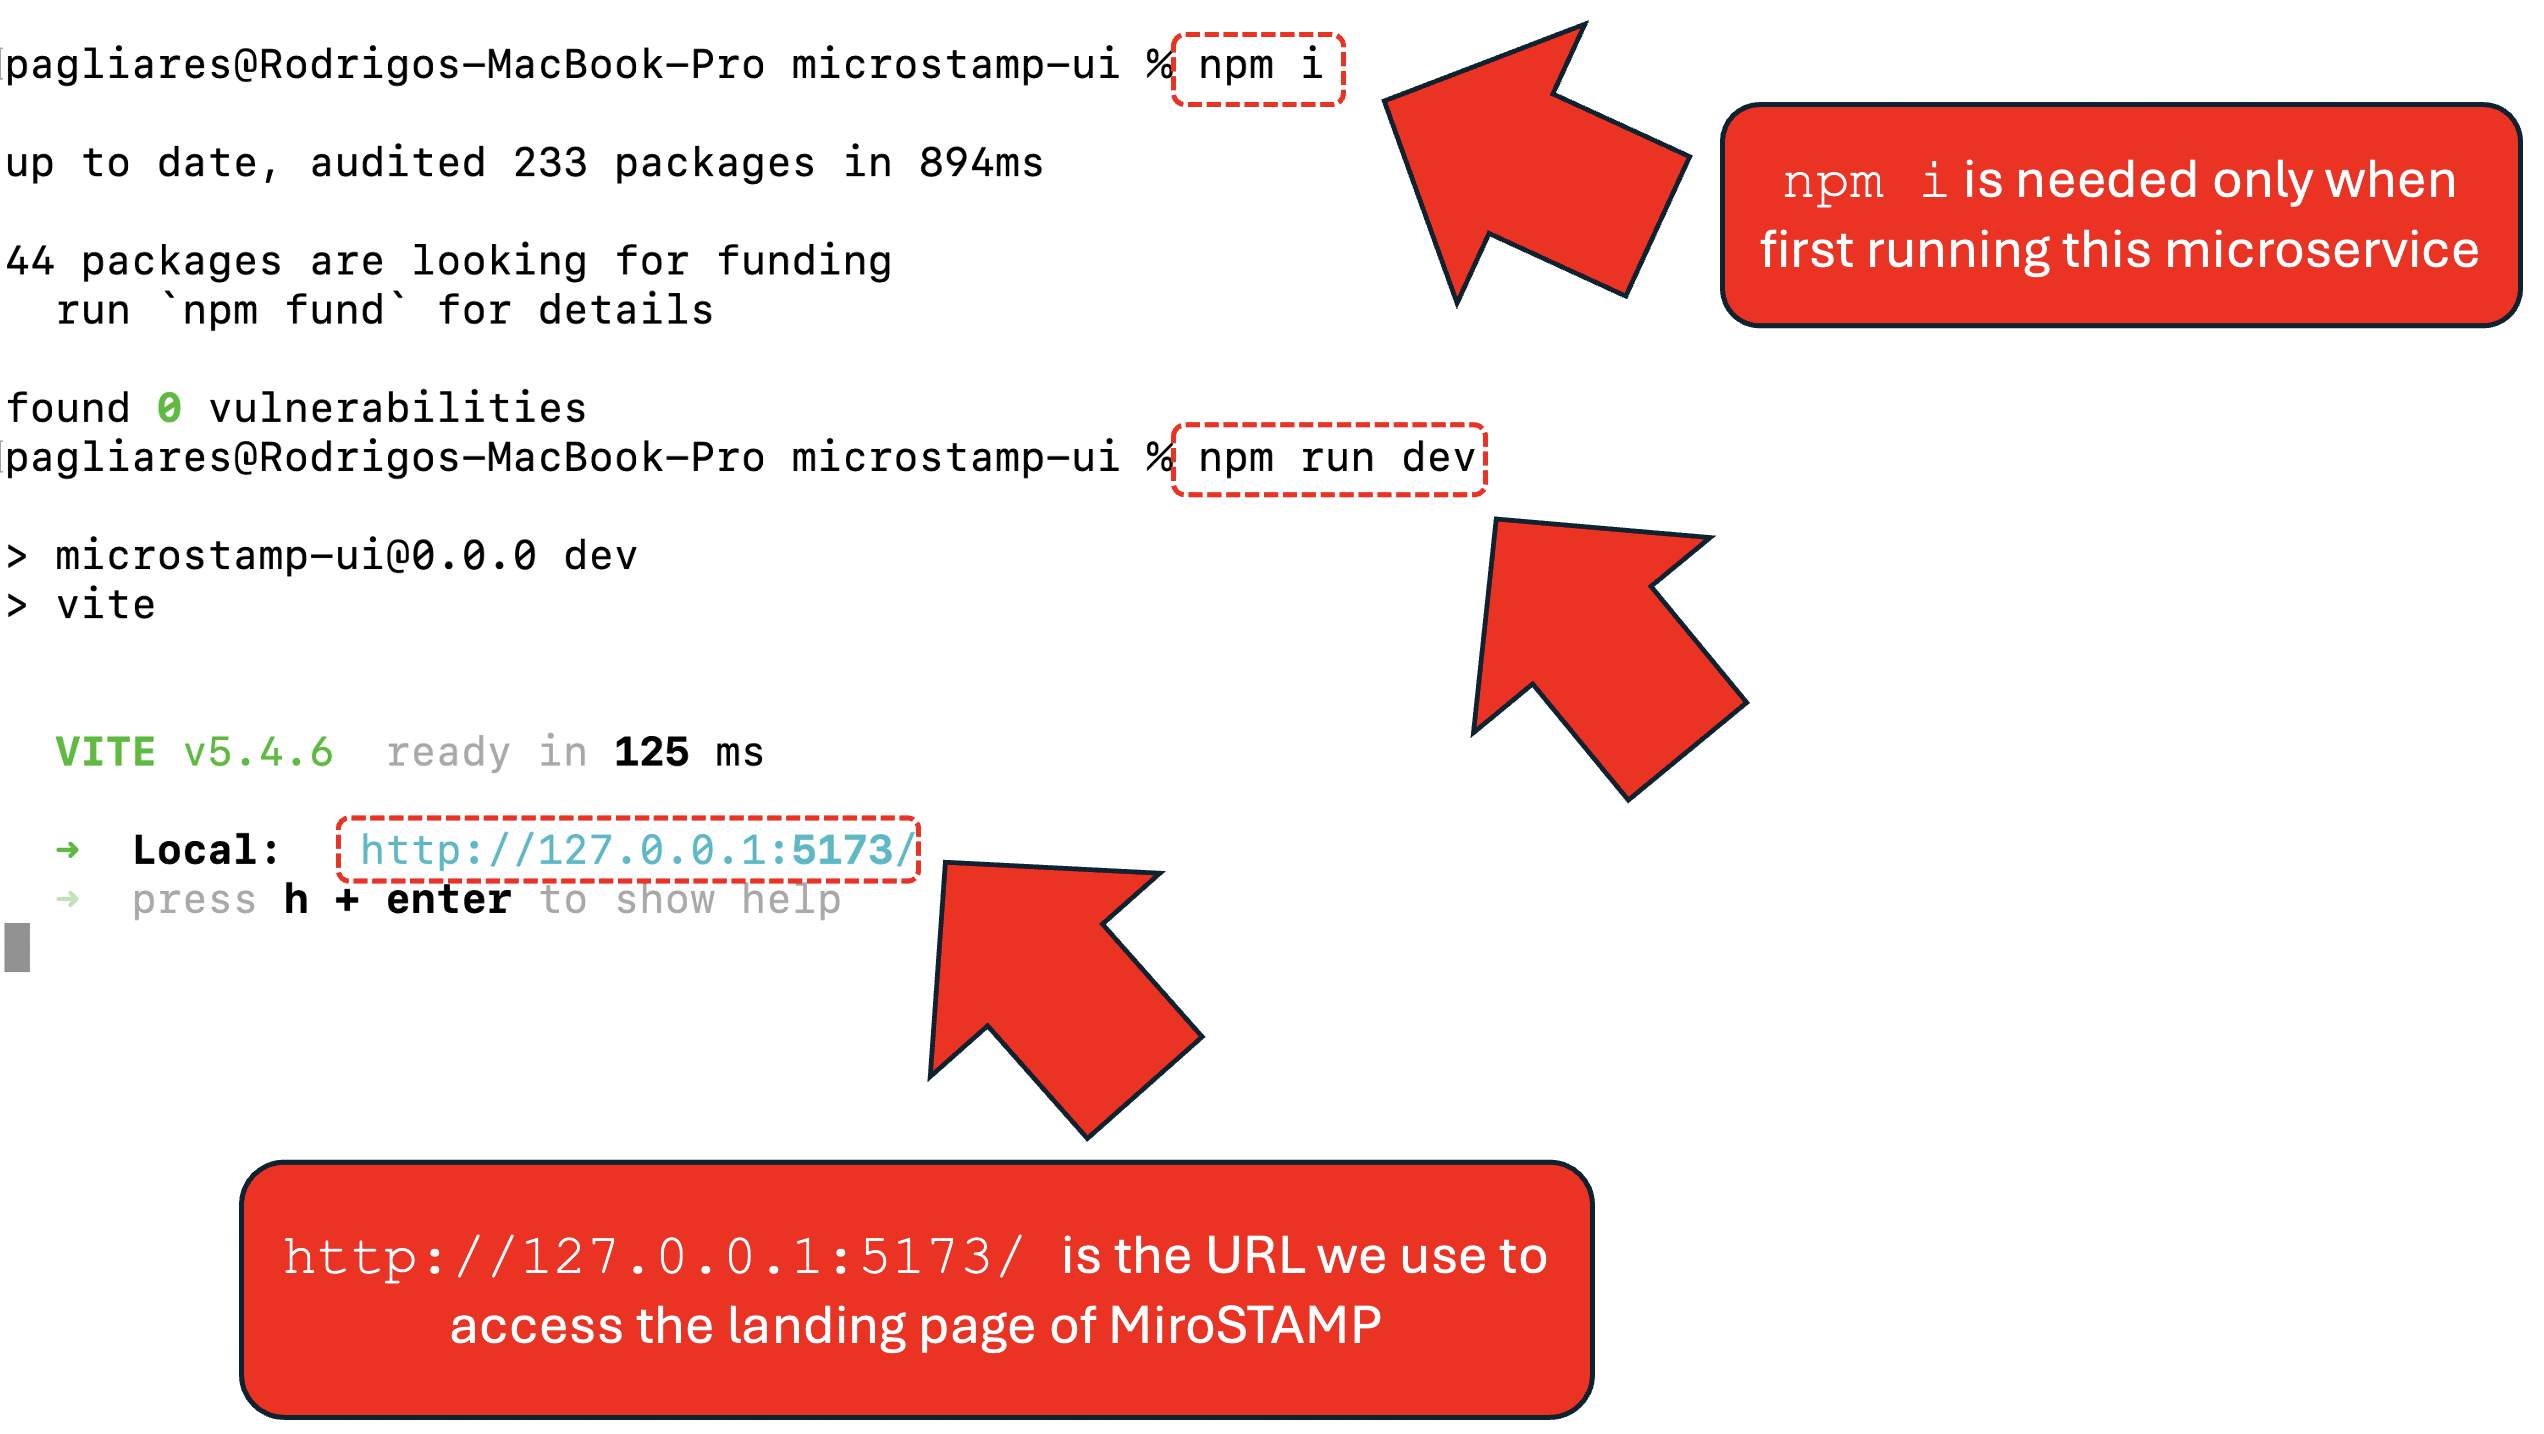 pagliares@Rodrigos-MacBook-Pro microstamp-ui % npm i
up to date, audited 233 packages in 894ms
44 packages are looking for funding
run `npm fund` for details
found 0 vulnerabilities
pagliares@Rodrigos-MacBook-Pro microstamp-ui % npm run dev
> microstamp-ui@0.0.0 dev
> vite
VITE v5.4.6 ready in 125 ms
➜ Local: http://127.0.0.1:5173/
➜ press h + enter to show help
npm i is needed only when
first running this microservice
http://127.0.0.1:5173/ is the URL we use to
access the landing page of MiroSTAMP